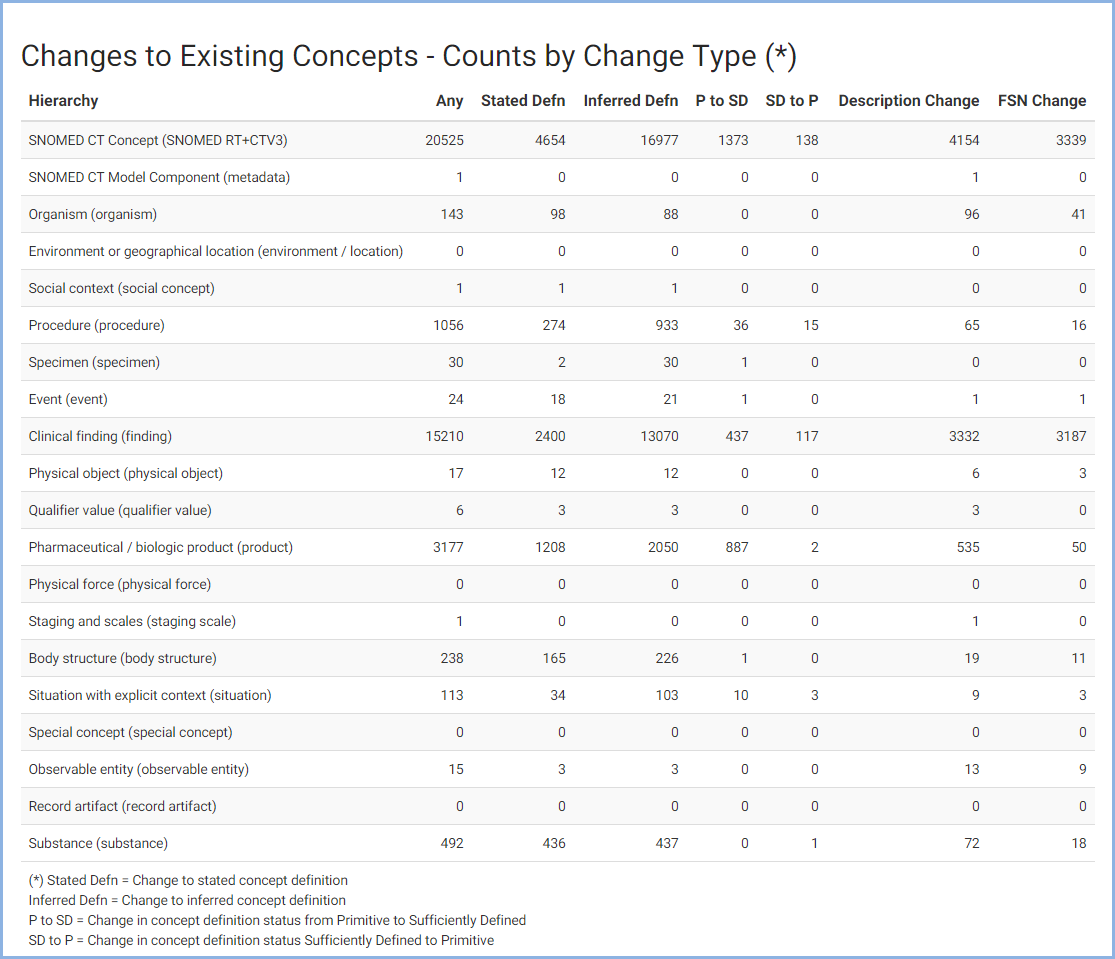 Changes to Existing Concepts - Counts by Change Type (*)
Hierarchy Any Stated Defn Inferred Defn P to SD SD to P Description Change FSN Change
SNOMED CT Concept (SNOMED RT+CTV3) 20525 4654 16977 1373 138 4154 3339
SNOMED CT Model Component (metadata) 1 0 0 0 0 1 0
Organism (organism) 143 98 88 0 0 96 41
Environment or geographical location (environment / location) 0 0 0 0 0 0 0
Social context (social concept) 1 1 1 0 0 0 0
Procedure (procedure) 1056 274 933 36 15 65 16
Specimen (specimen) 30 2 30 1 0 0 0
Event (event) 24 18 21 1 0 1 1
Clinical finding (finding) 15210 2400 13070 437 117 3332 3187
Physical object (physical object) 17 12 12 0 0 6 3
Qualifier value (qualifier value) 6 3 3 0 0 3 0
Pharmaceutical / biologic product (product) 3177 1208 2050 887 2 535 50
Physical force (physical force) 0 0 0 0 0 0 0
Staging and scales (staging scale) 1 0 0 0 0 1 0
Body structure (body structure) 238 165 226 1 0 19 11
Situation with explicit context (situation) 113 34 103 10 3 9 3
Special concept (special concept) 0 0 0 0 0 0 0
Observable entity (observable entity) 15 3 3 0 0 13 9
Record artifact (record artifact) 0 0 0 0 0 0 0
Substance (substance) 492 436 437 0 1 72 18
(*) Stated Defn = Change to stated concept definition
Inferred Defn = Change to inferred concept definition
P to SD = Change in concept definition status from Primitive to Sufficiently Defined
SD to P = Change in concept definition status Sufficiently Defined to Primitive